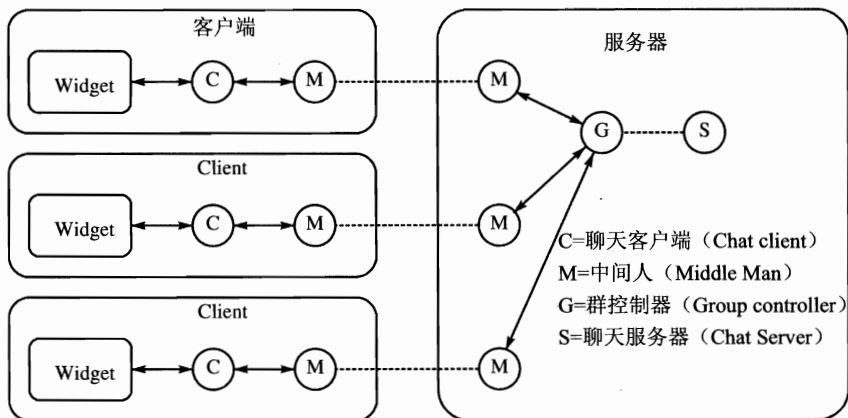 客户端
Widget C M
Client
Widget C M
Client
Widget C M
服务器
M
G S
M
M
C=聊天客户端（Chat client）
M=中间人（Middle Man）
G=群控制器（Group controller）
S=聊天服务器（Chat Server）